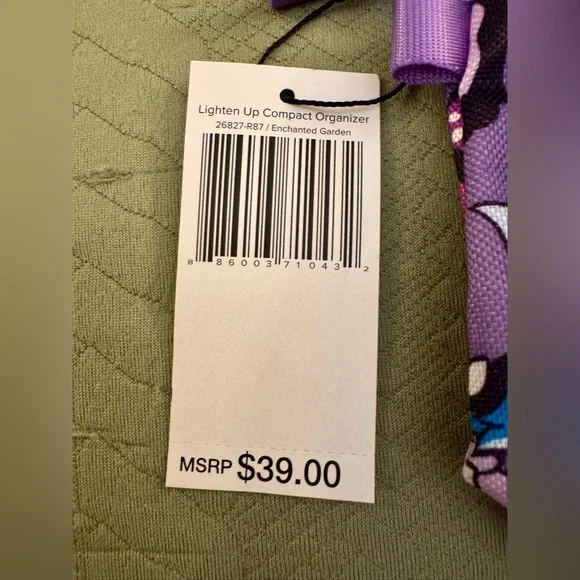 Lighten Up Compact Organizer
26827-R87 / Enchanted Garden
8 86003 71043 2
MSRP $39.00